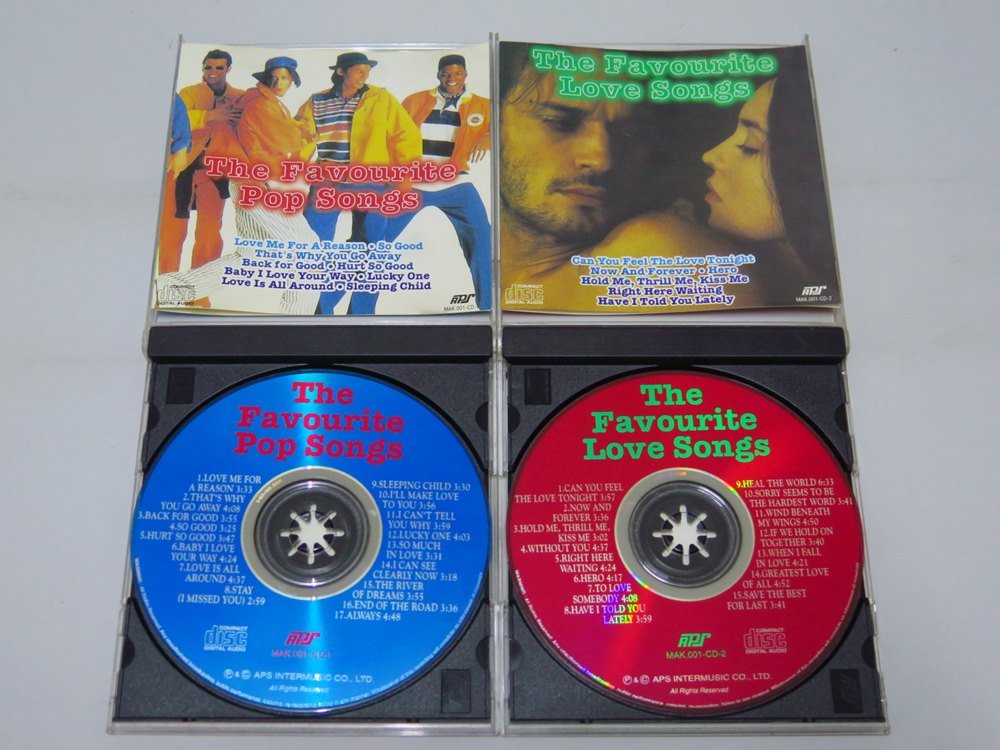 The Favourite
Pop Songs
Love Me For A Reason • So Good
That's Why You Go Away
Back for Good • Hurt So Good
Baby I Love Your Way • Lucky One
Love Is All Around • Sleeping Child
COMPACT
disc
DIGITAL AUDIO
APS
MAK.001-CD-
The Favourite
Love Songs
Can You Feel The Love Tonight
Now And Forever • Hero
Hold Me, Thrill Me, Kiss Me
Right Here Waiting
Have I Told You Lately
COMPACT
disc
DIGITAL AUDIO
APS
MAK.001-CD-2
The
Favourite
Pop Songs
1.LOVE ME FOR
A REASON 3:33
2.THAT'S WHY
YOU GO AWAY 4:08
3.BACK FOR GOOD 3:55
4.SO GOOD 3:25
5.HURT SO GOOD 3:47
6.BABY I LOVE
YOUR WAY 4:24
7.LOVE IS ALL
AROUND 4:37
8.STAY
(I MISSED YOU) 2:59
9.SLEEPING CHILD 3:30
10.I'LL MAKE LOVE
TO YOU 3:56
11.I CAN'T TELL
YOU WHY 3:59
12.LUCKY ONE 4:03
13.SO MUCH
IN LOVE 3:31
14.I CAN SEE
CLEARLY NOW 3:18
15.THE RIVER
OF DREAMS 3:55
16.END OF THE ROAD 3:36
17.ALWAYS 4:48
COMPACT
disc
DIGITAL AUDIO
APS
MAK.001-CD-1
℗ & © APS INTERMUSIC CO., LTD.
All Rights Reserved
The
Favourite
Love Songs
1.CAN YOU FEEL
THE LOVE TONIGHT 3:57
2.NOW AND
FOREVER 3:36
3.HOLD ME, THRILL ME,
KISS ME 3:02
4.WITHOUT YOU 4:37
5.RIGHT HERE
WAITING 4:24
6.HERO 4:17
7.TO LOVE
SOMEBODY 4:08
8.HAVE I TOLD YOU
LATELY 3:59
9.HEAL THE WORLD 6:33
10.SORRY SEEMS TO BE
THE HARDEST WORD 3:41
11.WIND BENEATH
MY WINGS 4:50
12.IF WE HOLD ON
TOGETHER 3:40
13.WHEN I FALL
IN LOVE 4:21
14.GREATEST LOVE
OF ALL 4:52
15.SAVE THE BEST
FOR LAST 3:41
COMPACT
disc
DIGITAL AUDIO
APS
MAK.001-CD-2
℗ & © APS INTERMUSIC CO., LTD.
All Rights Reserved